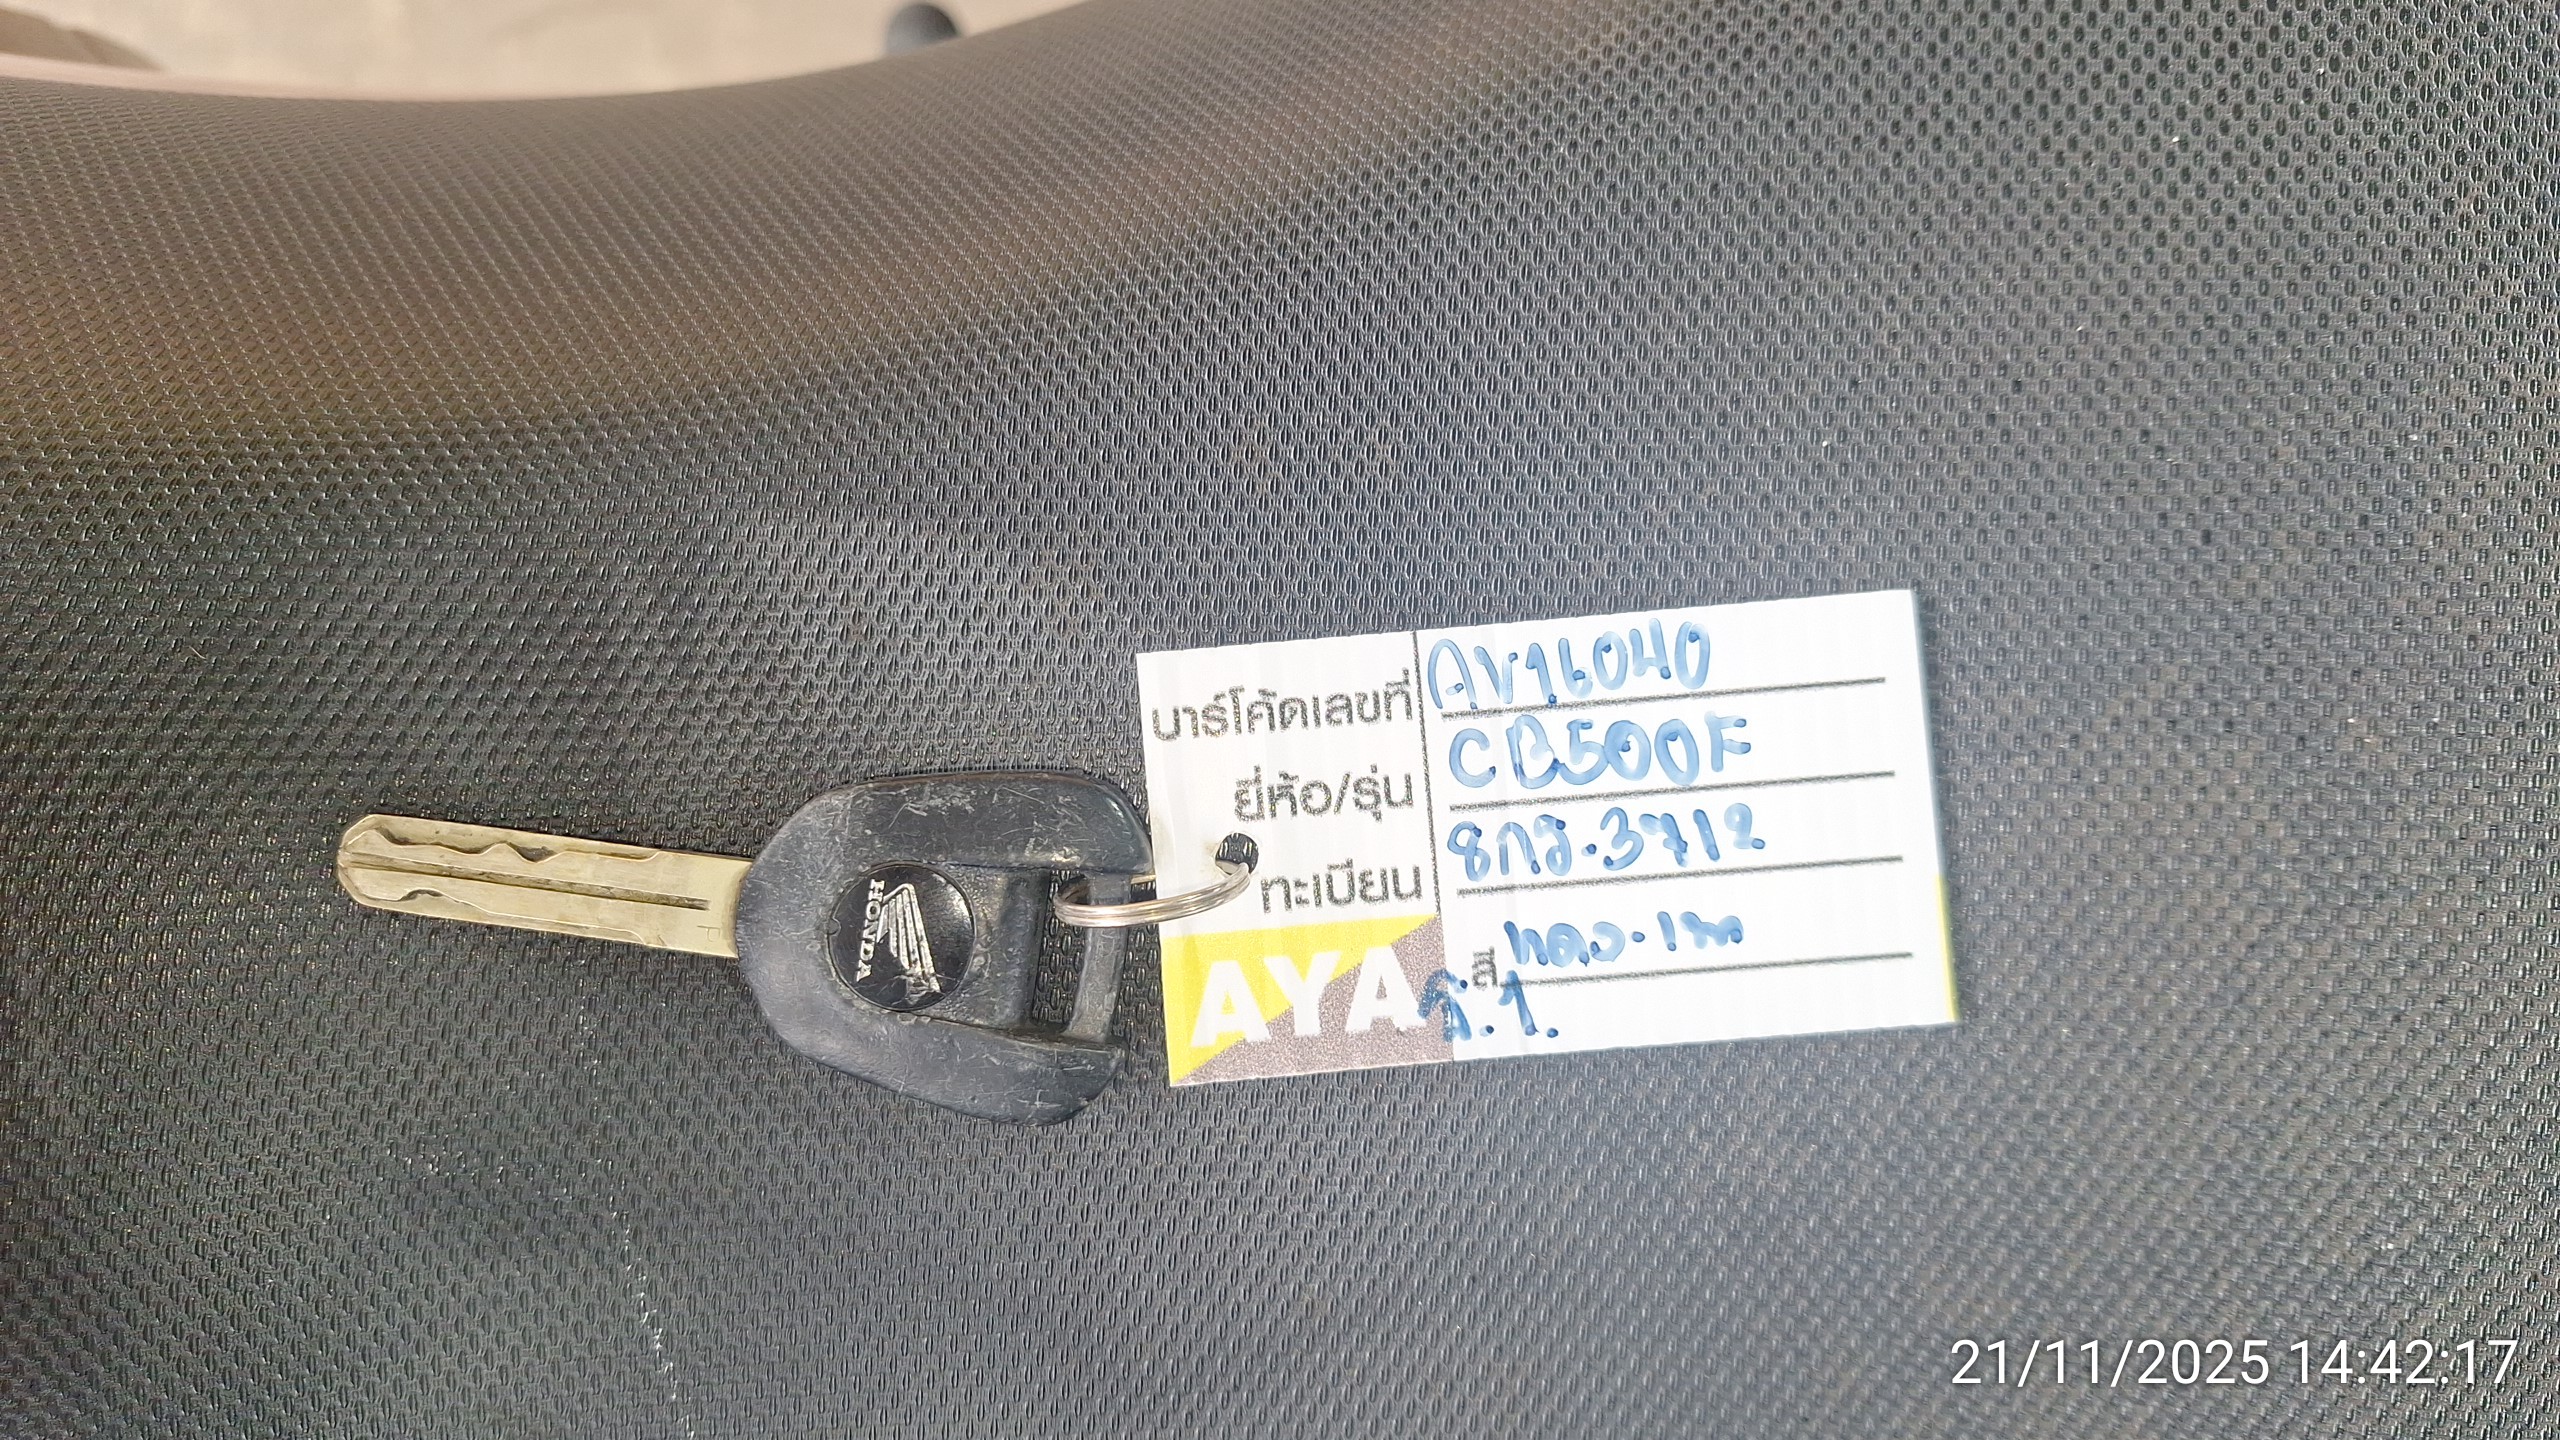 บาร์โค้ดเลขที่ AV16040
ยี่ห้อ/รุ่น CB500F
ทะเบียน 8กฐ.3712
สี
AYA
HONDA
21/11/2025 14:42:17